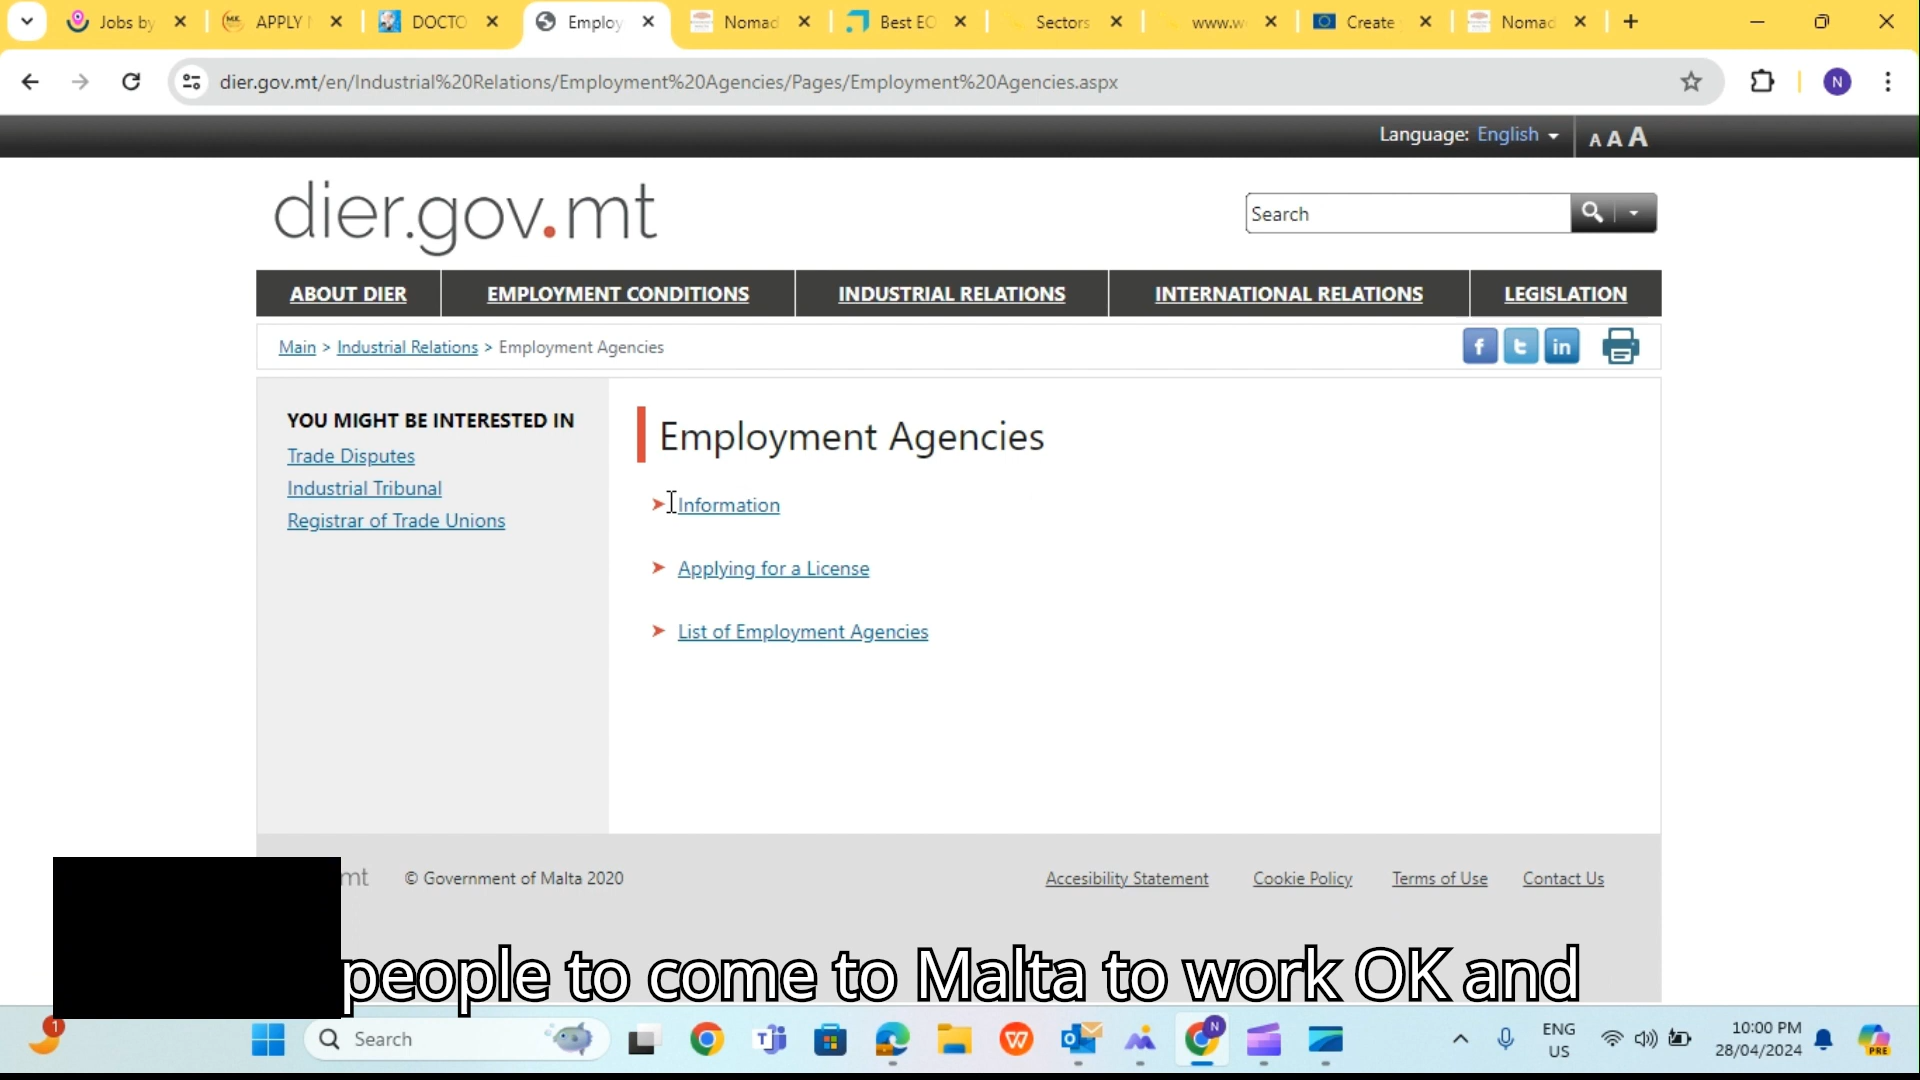 Jobs by
APPLY
DOCTO
Employ
Nomad
Best EO
Sectors
www.w
Create
Nomad
dier.gov.mt/en/Industrial%20Relations/Employment%20Agencies/Pages/Employment%20Agencies.aspx
N
Language: English
A A A
dier.gov.mt
Search
ABOUT DIER
EMPLOYMENT CONDITIONS
INDUSTRIAL RELATIONS
INTERNATIONAL RELATIONS
LEGISLATION
Main > Industrial Relations > Employment Agencies
YOU MIGHT BE INTERESTED IN
Trade Disputes
Industrial Tribunal
Registrar of Trade Unions
Employment Agencies
Information
Applying for a License
List of Employment Agencies
mt
© Government of Malta 2020
Accesibility Statement
Cookie Policy
Terms of Use
Contact Us
people to come to Malta to work OK and
1
Search
N
ENG
US
10:00 PM
28/04/2024
PRE